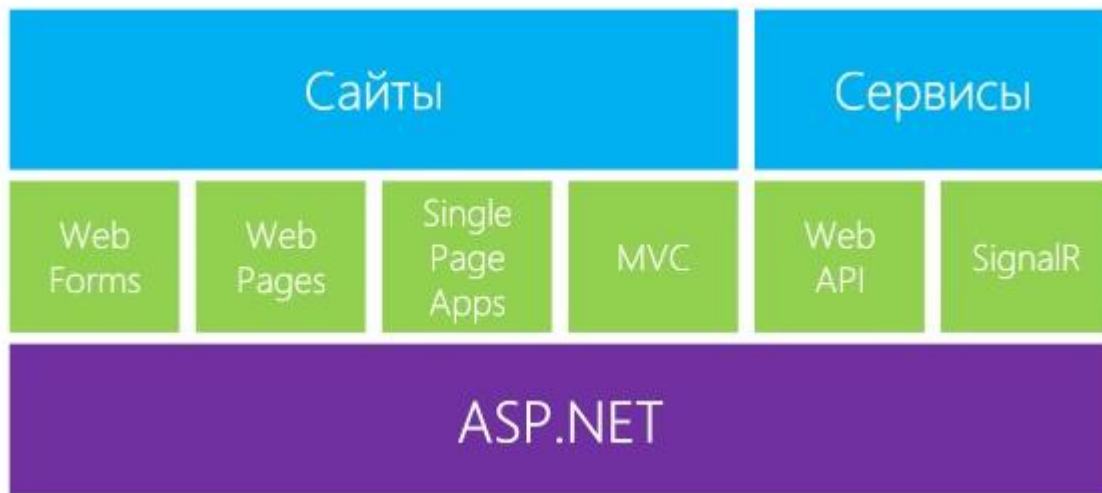 Сайты
Сервисы
Web
Forms
Web
Pages
Single
Page
Apps
MVC
Web
API
SignalR
ASP.NET